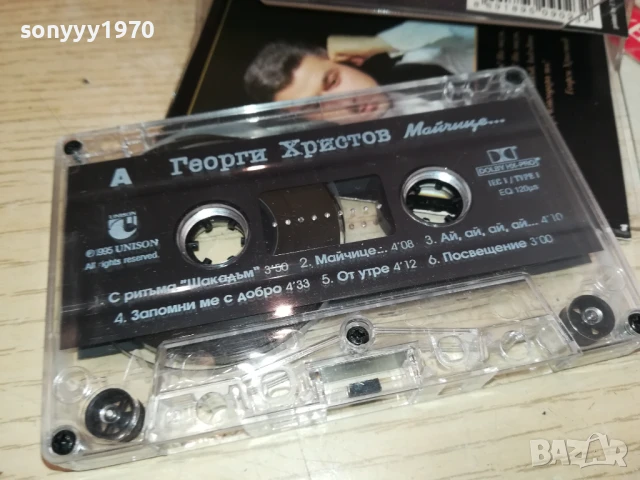 sonyyy1970
A Георги Христов Майчице...
UNISON
DOLBY HX-PRO
IEC I / TYPE I
EQ 120µs
℗©1995 UNISON
All rights reserved.
1. С ритъма "Шакадъм" 3'50 2. Майчице... 4'08 3. Ай, ай, ай, ай... 4'10
4. Запомни ме с добро 4'33 5. От утре 4'12 6. Посвещение 3'00
BAZAR